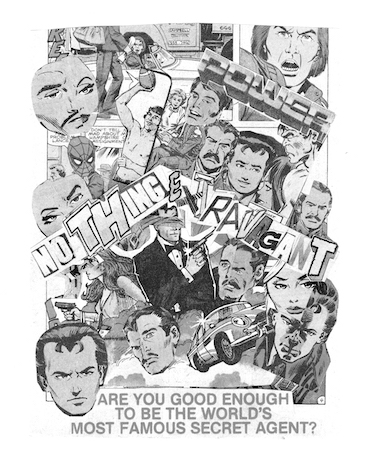 POWER
NOTHING EXTRAVAGANT
ARE YOU GOOD ENOUGH
TO BE THE WORLD'S
MOST FAMOUS SECRET AGENT?